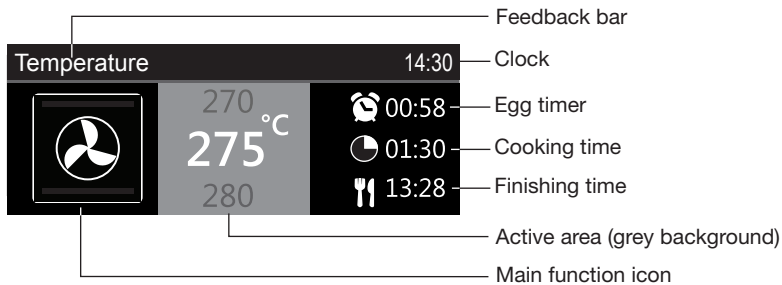 Feedback bar
Temperature 14:30 Clock
270
275 °C
280
00:58 Egg timer
01:30 Cooking time
13:28 Finishing time
Active area (grey background)
Main function icon